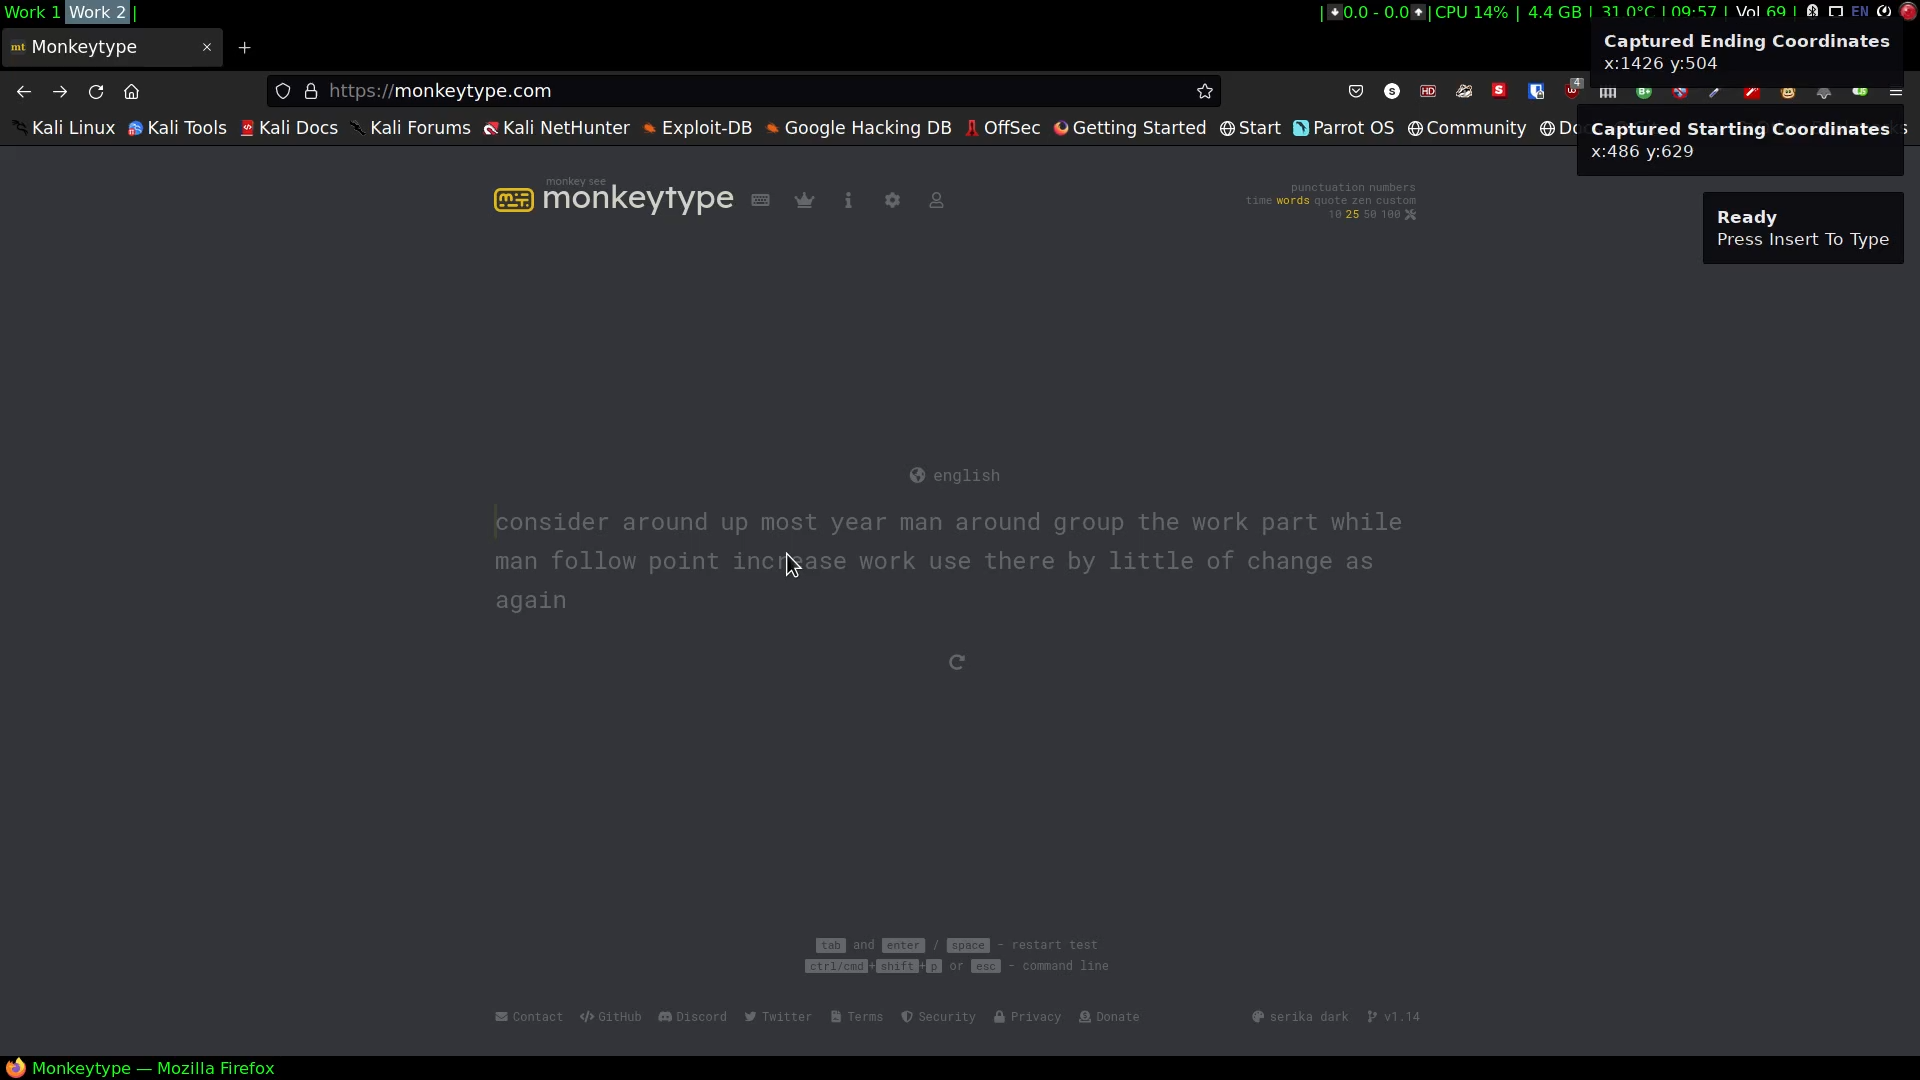 Work 1 Work 2 |
| 0.0 - 0.0 | CPU 14% | 4.4 GB | 31.0°C | 09:57 | Vol 69 | EN
mt Monkeytype × +
Captured Ending Coordinates
x:1426 y:504
https://monkeytype.com
S HD S 4
Kali Linux Kali Tools Kali Docs Kali Forums Kali NetHunter Exploit-DB Google Hacking DB OffSec Getting Started Start Parrot OS Community
Captured Starting Coordinates
x:486 y:629
Ready
Press Insert To Type
monkey see
monkeytype
punctuation numbers
time words quote zen custom
10 25 50 100
english
consider around up most year man around group the work part while
man follow point increase work use there by little of change as
again
tab and enter / space - restart test
ctrl/cmd+shift+p or esc - command line
Contact GitHub Discord Twitter Terms Security Privacy Donate serika dark v1.14
Monkeytype — Mozilla Firefox